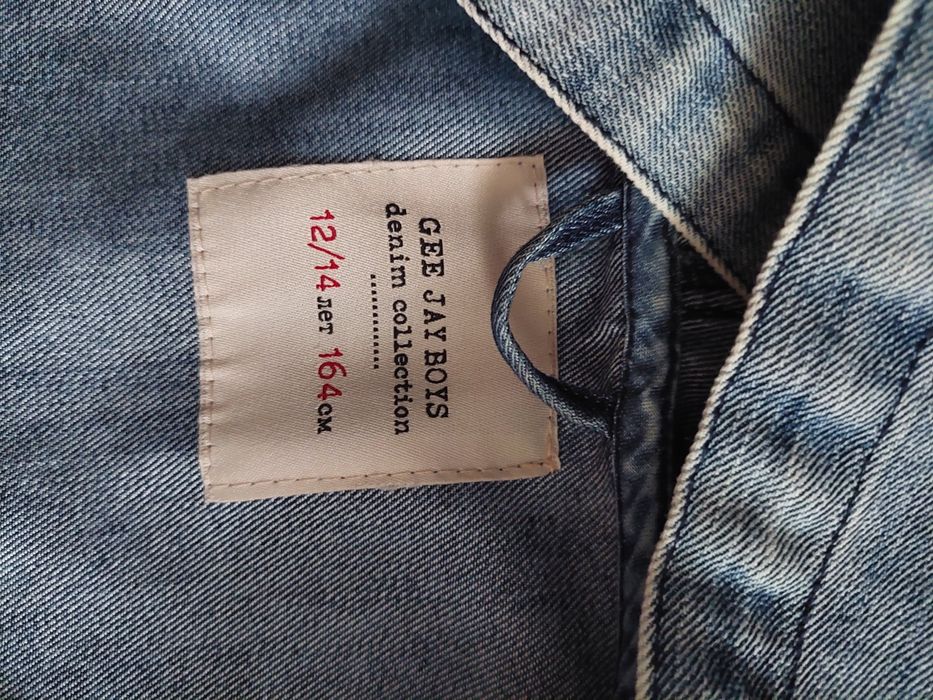 GEE JAY BOYS
denim collection
12/14 лет 164см